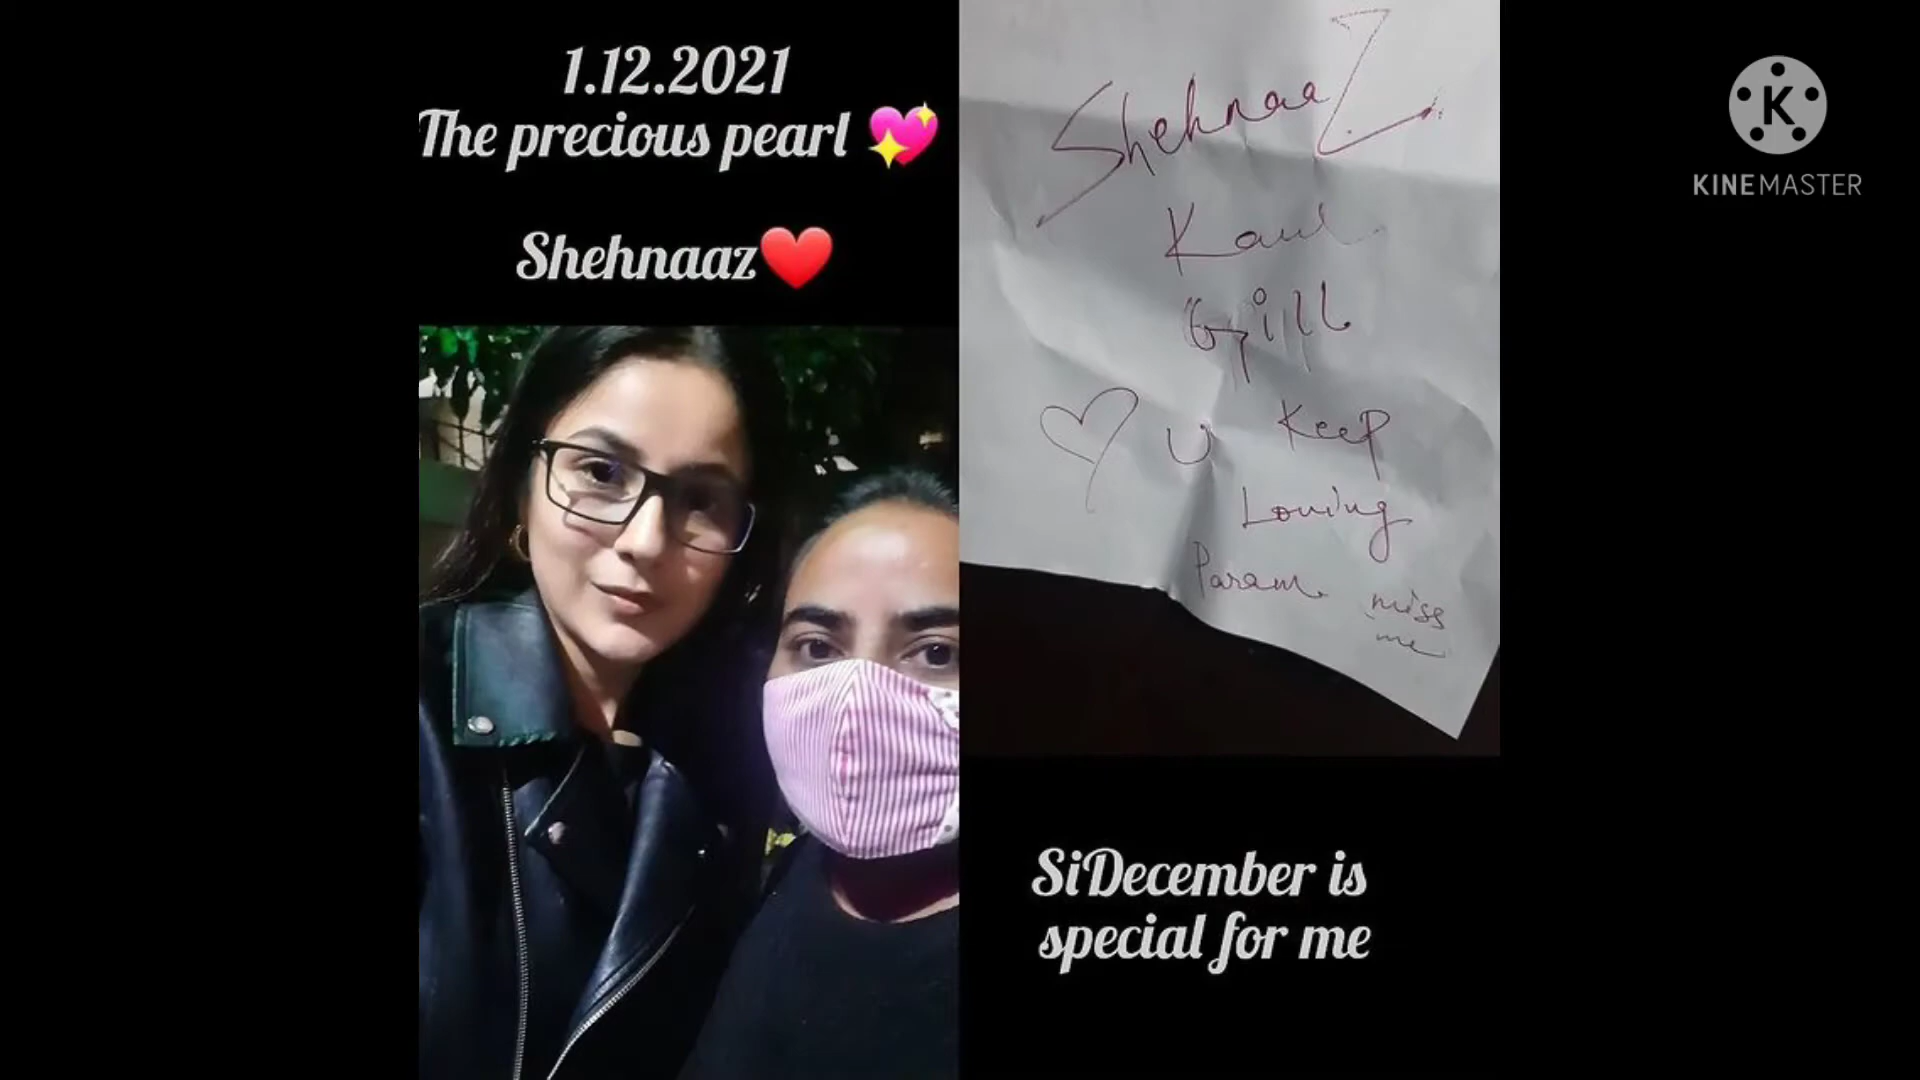 1.12.2021
The precious pearl 💖
Shehnaaz❤️
ShehnaaZ
Kaur
Gill
♡ U Keep
Loving
Param miss
me
SiDecember is
special for me
K
KINEMASTER